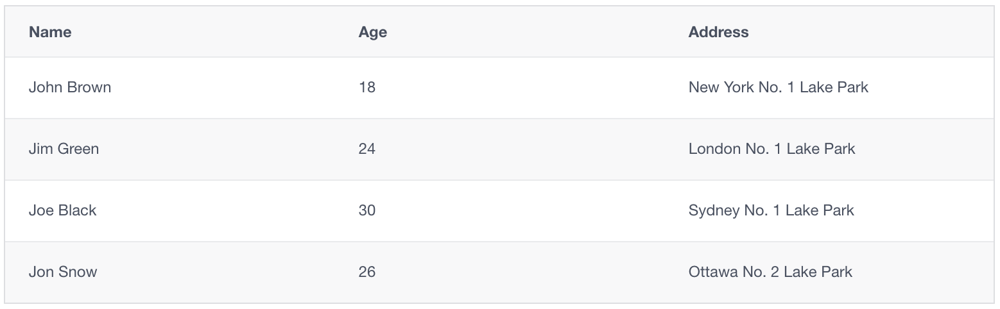 Name Age Address
John Brown 18 New York No. 1 Lake Park
Jim Green 24 London No. 1 Lake Park
Joe Black 30 Sydney No. 1 Lake Park
Jon Snow 26 Ottawa No. 2 Lake Park